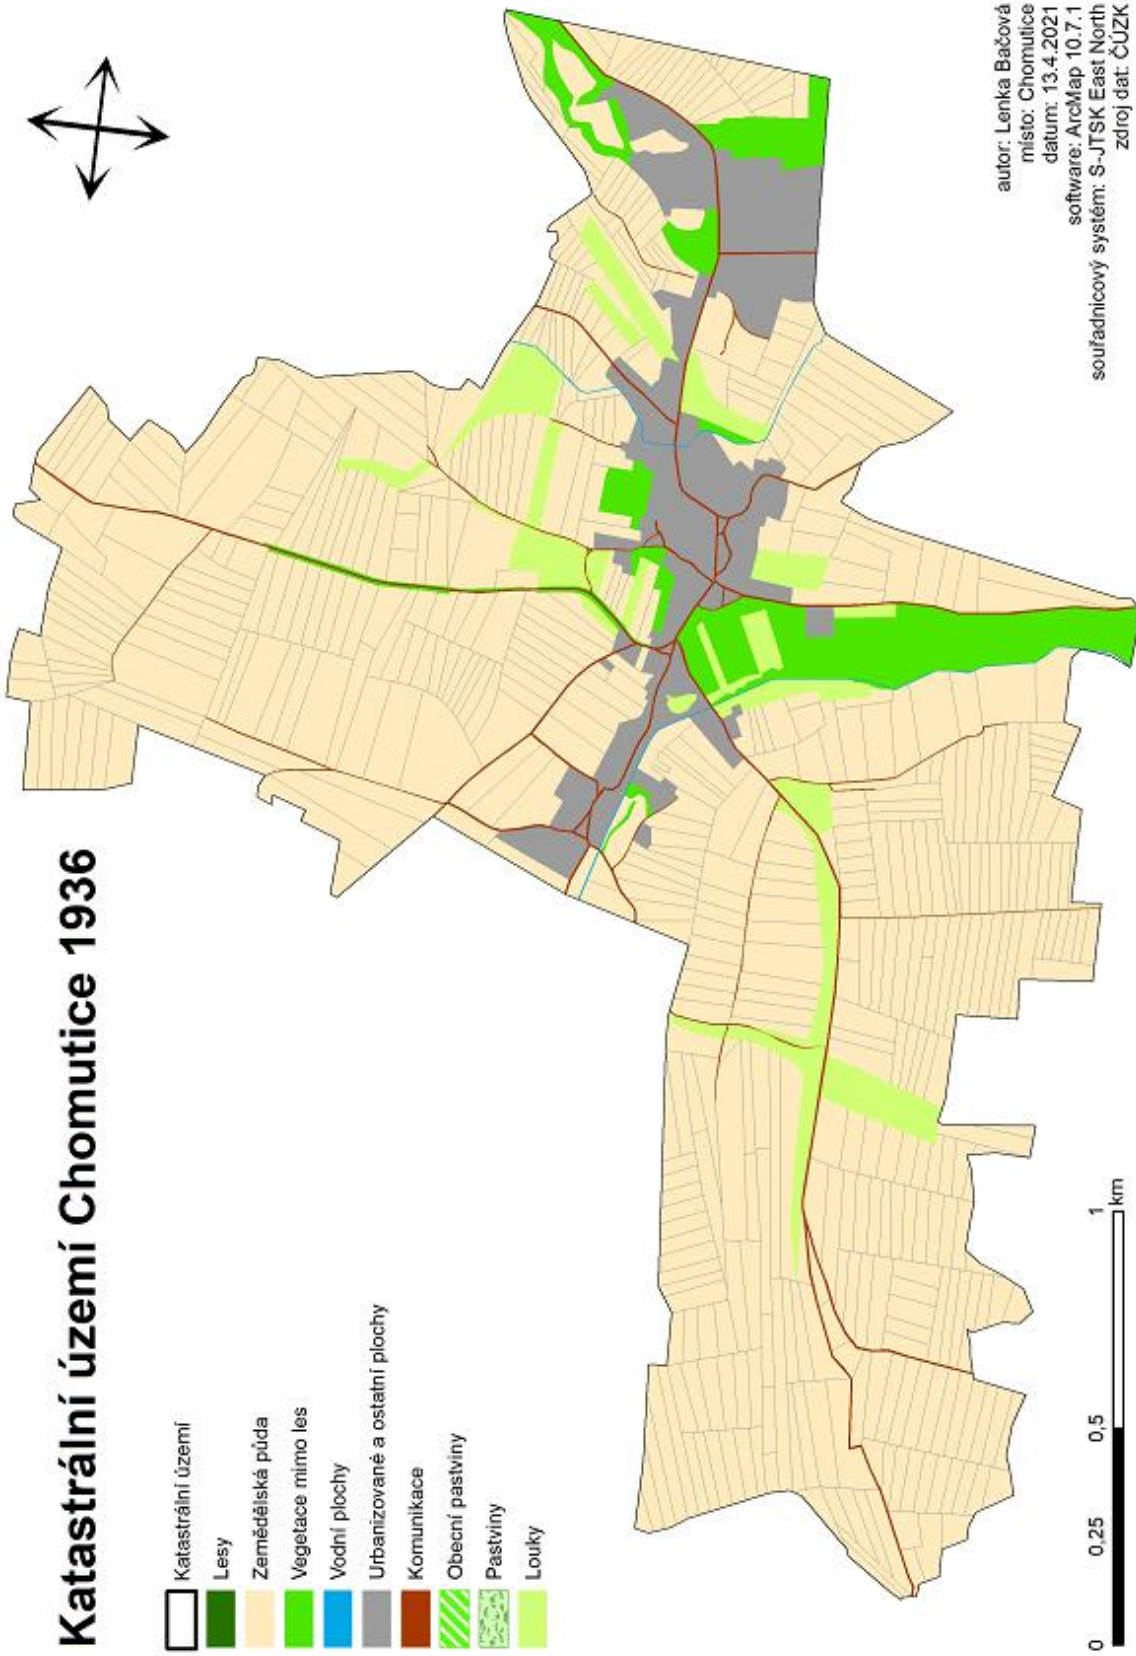 Katastrální území Chomutice 1936
Katastrální území
Lesy
Zemědělská půda
Vegetace mimo les
Vodní plochy
Urbanizované a ostatní plochy
Komunikace
Obecní pastviny
Pastviny
Louky
0 0,25 0,5 1 km
autor: Lenka Bačová
místo: Chomutice
datum: 13.4.2021
software: ArcMap 10.7.1
souřadnicový systém: S-JTSK East North
zdroj dat: ČÚZK